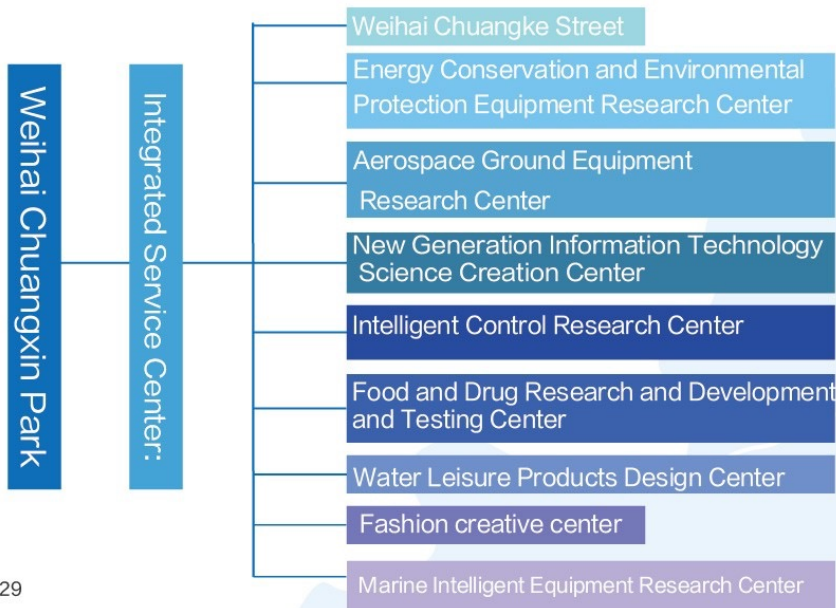 Weihai Chuangxin Park
Integrated Service Center:
Weihai Chuangke Street
Energy Conservation and Environmental
Protection Equipment Research Center
Aerospace Ground Equipment
Research Center
New Generation Information Technology
Science Creation Center
Intelligent Control Research Center
Food and Drug Research and Development
and Testing Center
Water Leisure Products Design Center
Fashion creative center
Marine Intelligent Equipment Research Center
29